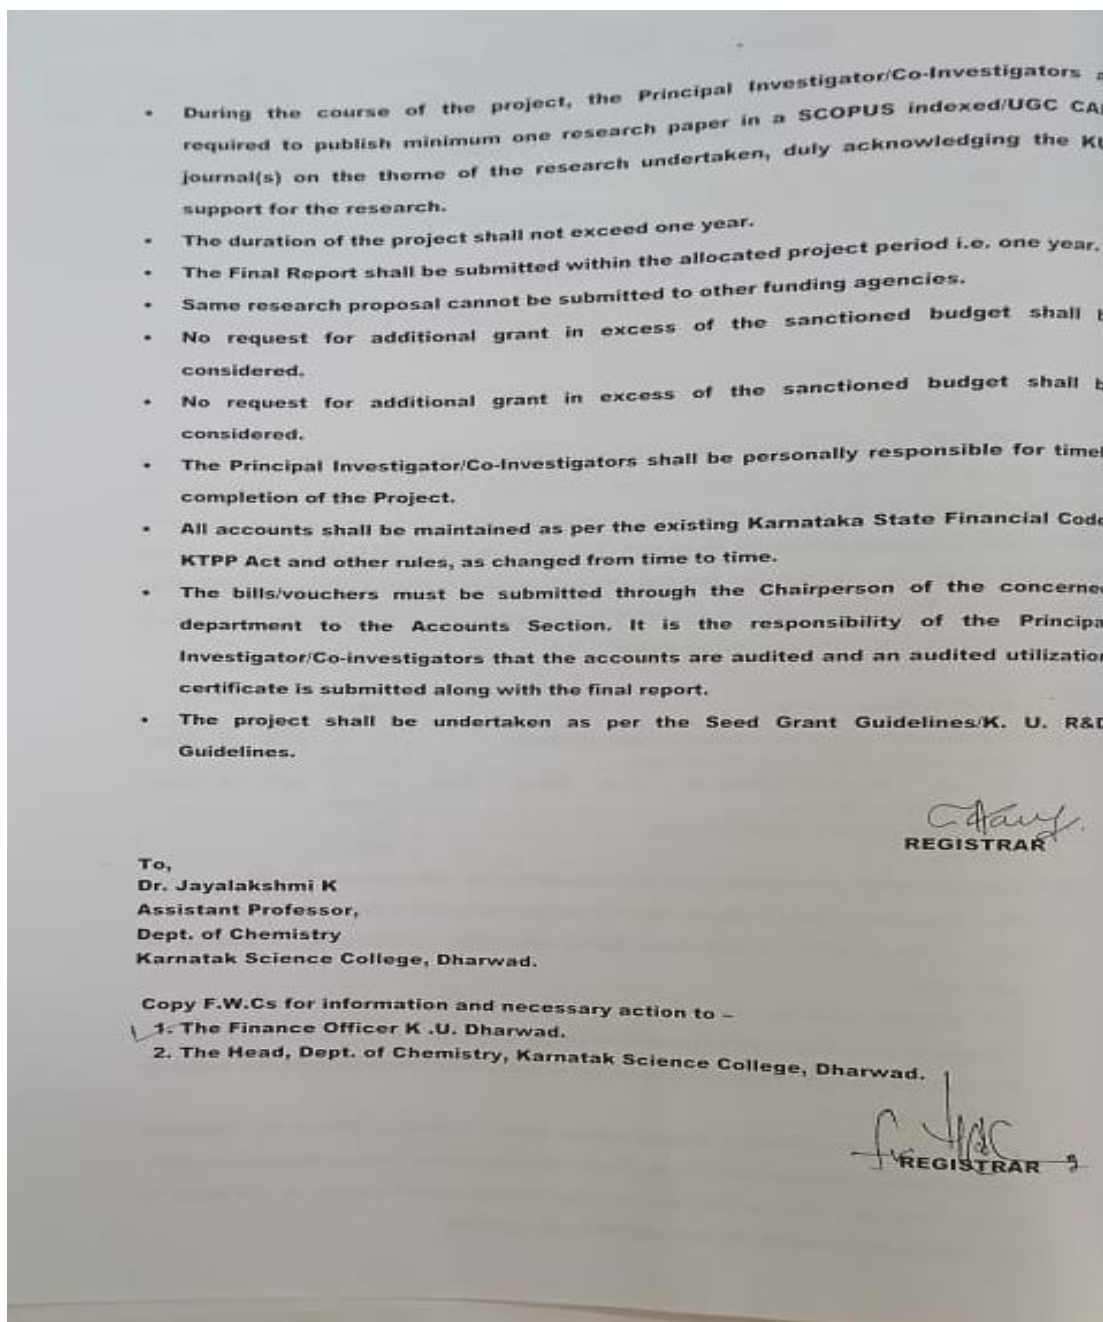 • During the course of the project, the Principal Investigator/Co-Investigators a
required to publish minimum one research paper in a SCOPUS indexed/UGC CA
journal(s) on the theme of the research undertaken, duly acknowledging the KU
support for the research.
• The duration of the project shall not exceed one year.
• The Final Report shall be submitted within the allocated project period i.e. one year.
• Same research proposal cannot be submitted to other funding agencies.
• No request for additional grant in excess of the sanctioned budget shall b
considered.
• No request for additional grant in excess of the sanctioned budget shall b
considered.
• The Principal Investigator/Co-Investigators shall be personally responsible for timel
completion of the Project.
• All accounts shall be maintained as per the existing Karnataka State Financial Code
KTPP Act and other rules, as changed from time to time.
• The bills/vouchers must be submitted through the Chairperson of the concerned
department to the Accounts Section. It is the responsibility of the Principa
Investigator/Co-investigators that the accounts are audited and an audited utilization
certificate is submitted along with the final report.
• The project shall be undertaken as per the Seed Grant Guidelines/K. U. R&D
Guidelines.
REGISTRAR
To,
Dr. Jayalakshmi K
Assistant Professor,
Dept. of Chemistry
Karnatak Science College, Dharwad.
Copy F.W.Cs for information and necessary action to –
1. The Finance Officer K .U. Dharwad.
2. The Head, Dept. of Chemistry, Karnatak Science College, Dharwad.
REGISTRAR